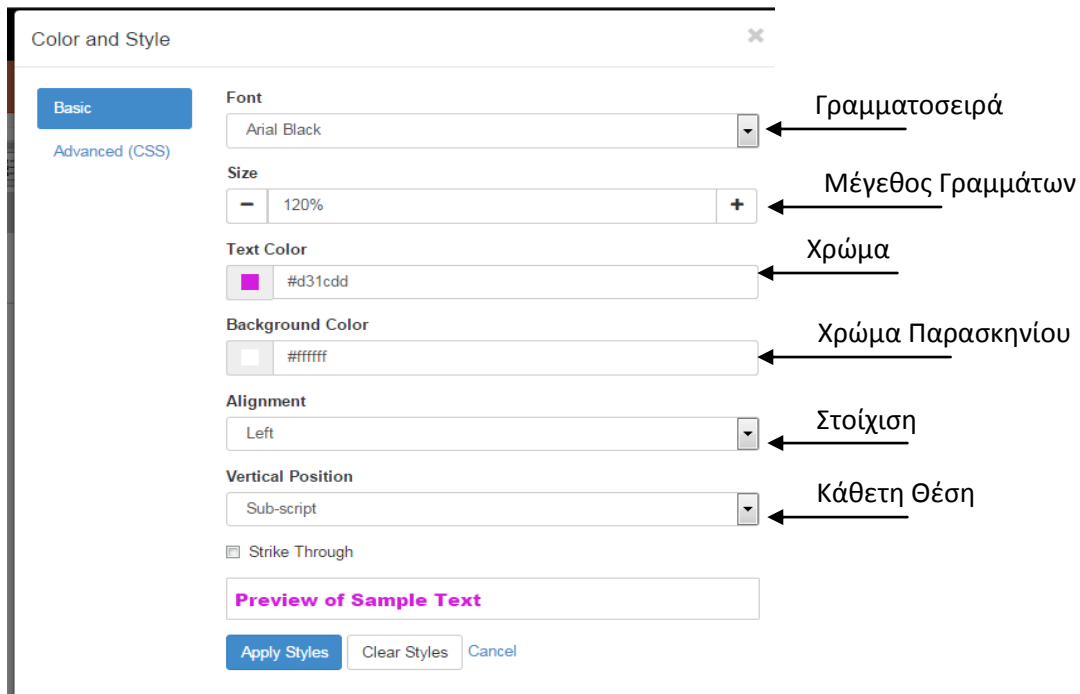 Color and Style
Basic
Advanced (CSS)
Font
Arial Black
Γραμματοσειρά
Size
120%
Μέγεθος Γραμμάτων
Text Color
#d31cdd
Χρώμα
Background Color
#ffffff
Χρώμα Παρασκηνίου
Alignment
Left
Στοίχιση
Vertical Position
Sub-script
Κάθετη Θέση
Strike Through
Preview of Sample Text
Apply Styles Clear Styles Cancel